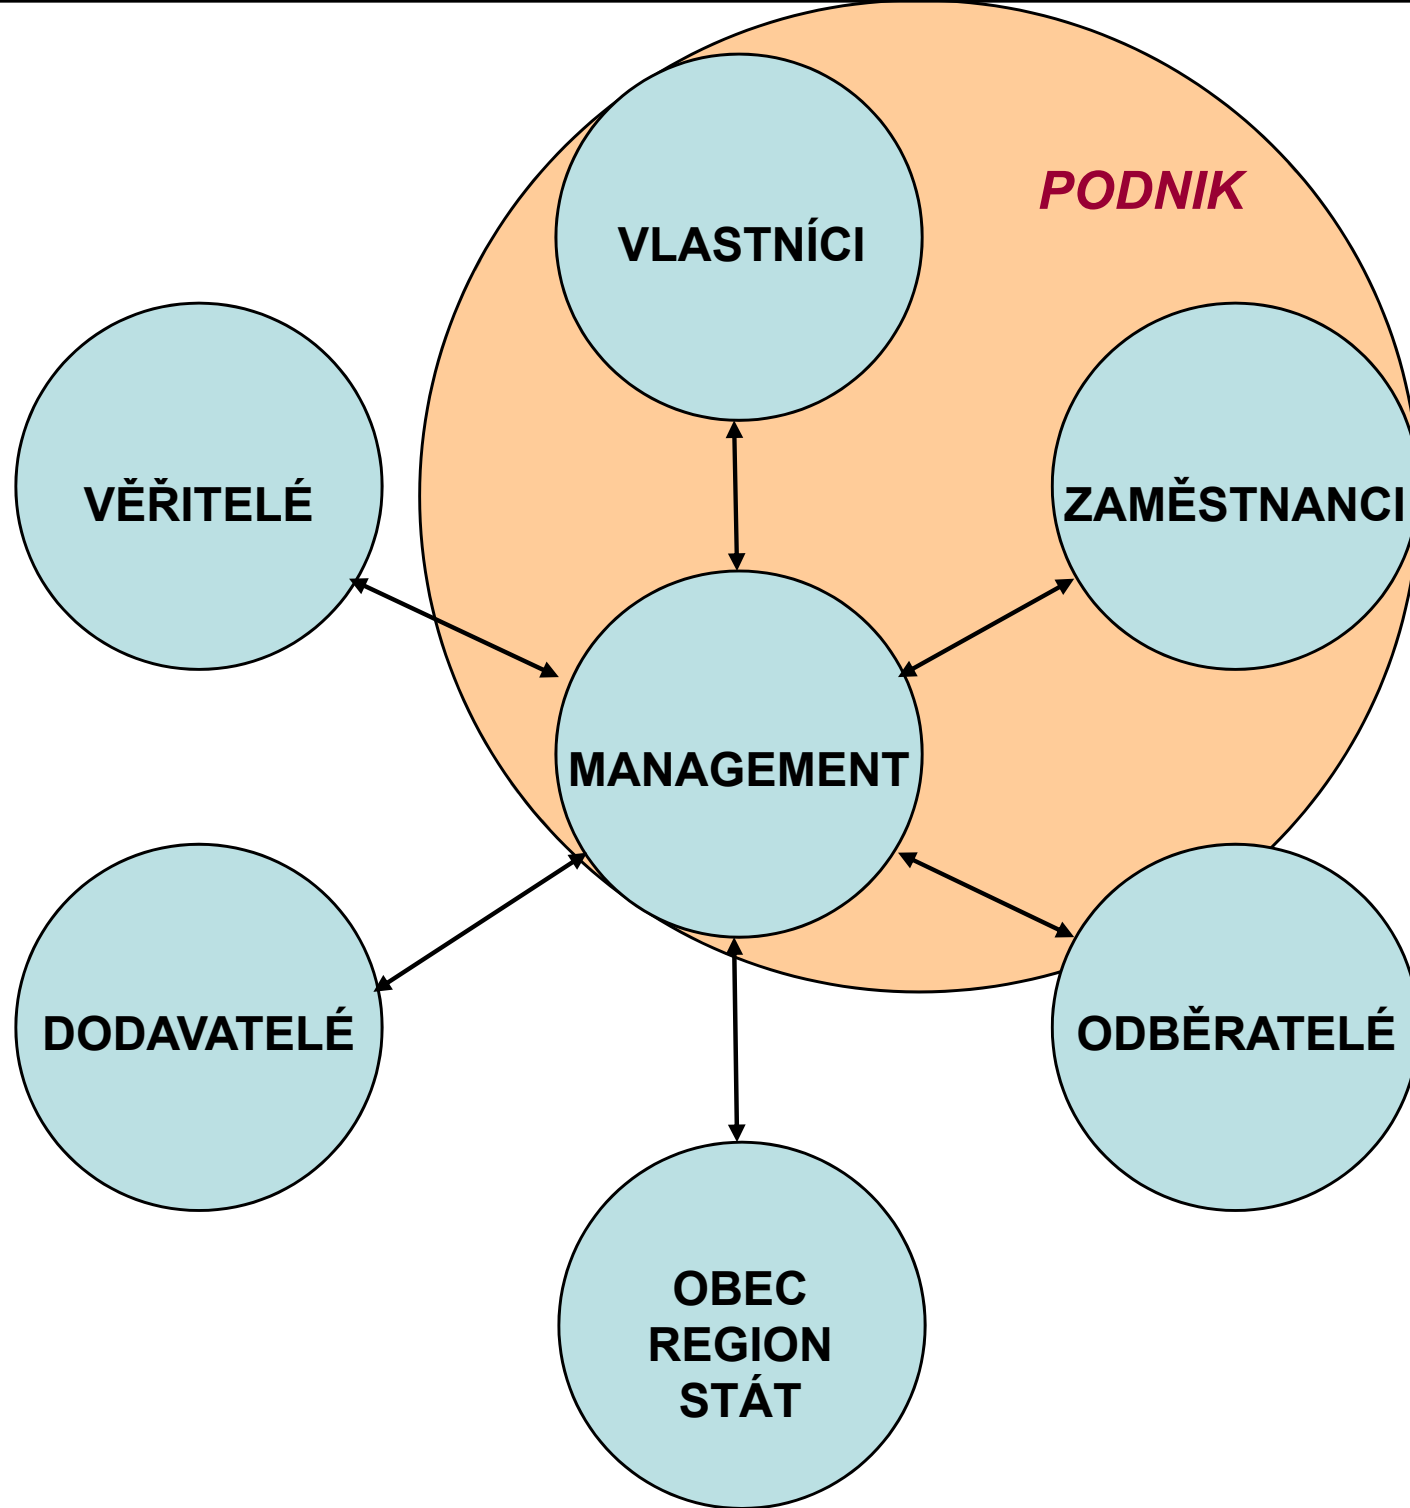 PODNIK
VLASTNÍCI
VĚŘITELÉ
ZAMĚSTNANCI
MANAGEMENT
DODAVATELÉ
ODBĚRATELÉ
OBEC
REGION
STÁT